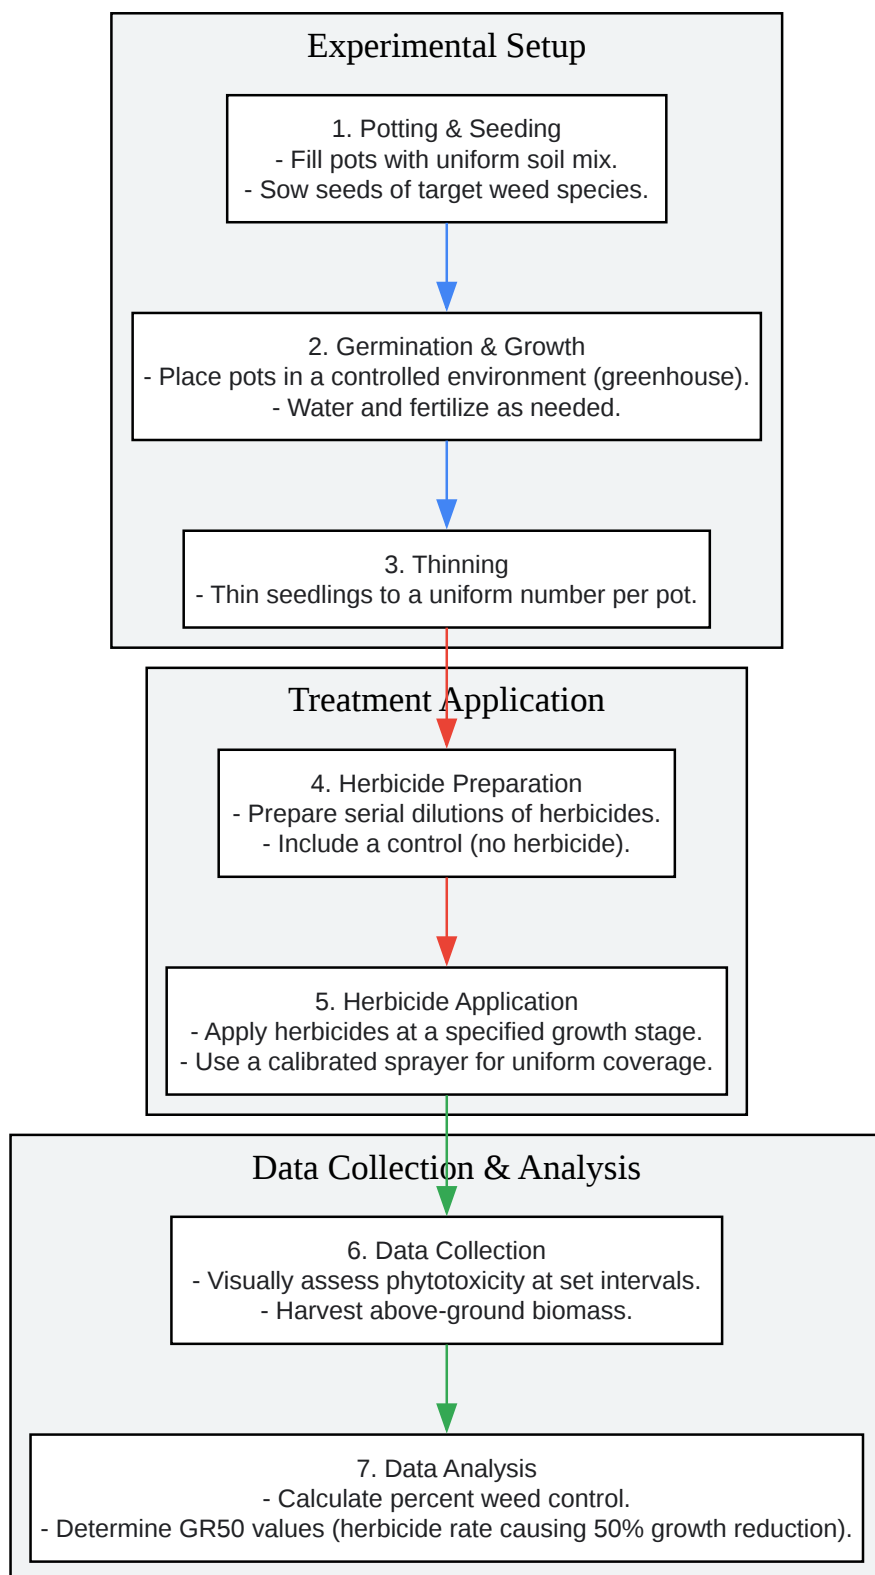 Experimental Setup
1. Potting & Seeding
- Fill pots with uniform soil mix.
- Sow seeds of target weed species.
2. Germination & Growth
- Place pots in a controlled environment (greenhouse).
- Water and fertilize as needed.
3. Thinning
- Thin seedlings to a uniform number per pot.
Treatment Application
4. Herbicide Preparation
- Prepare serial dilutions of herbicides.
- Include a control (no herbicide).
5. Herbicide Application
- Apply herbicides at a specified growth stage.
- Use a calibrated sprayer for uniform coverage.
Data Collection & Analysis
6. Data Collection
- Visually assess phytotoxicity at set intervals.
- Harvest above-ground biomass.
7. Data Analysis
- Calculate percent weed control.
- Determine GR50 values (herbicide rate causing 50% growth reduction).